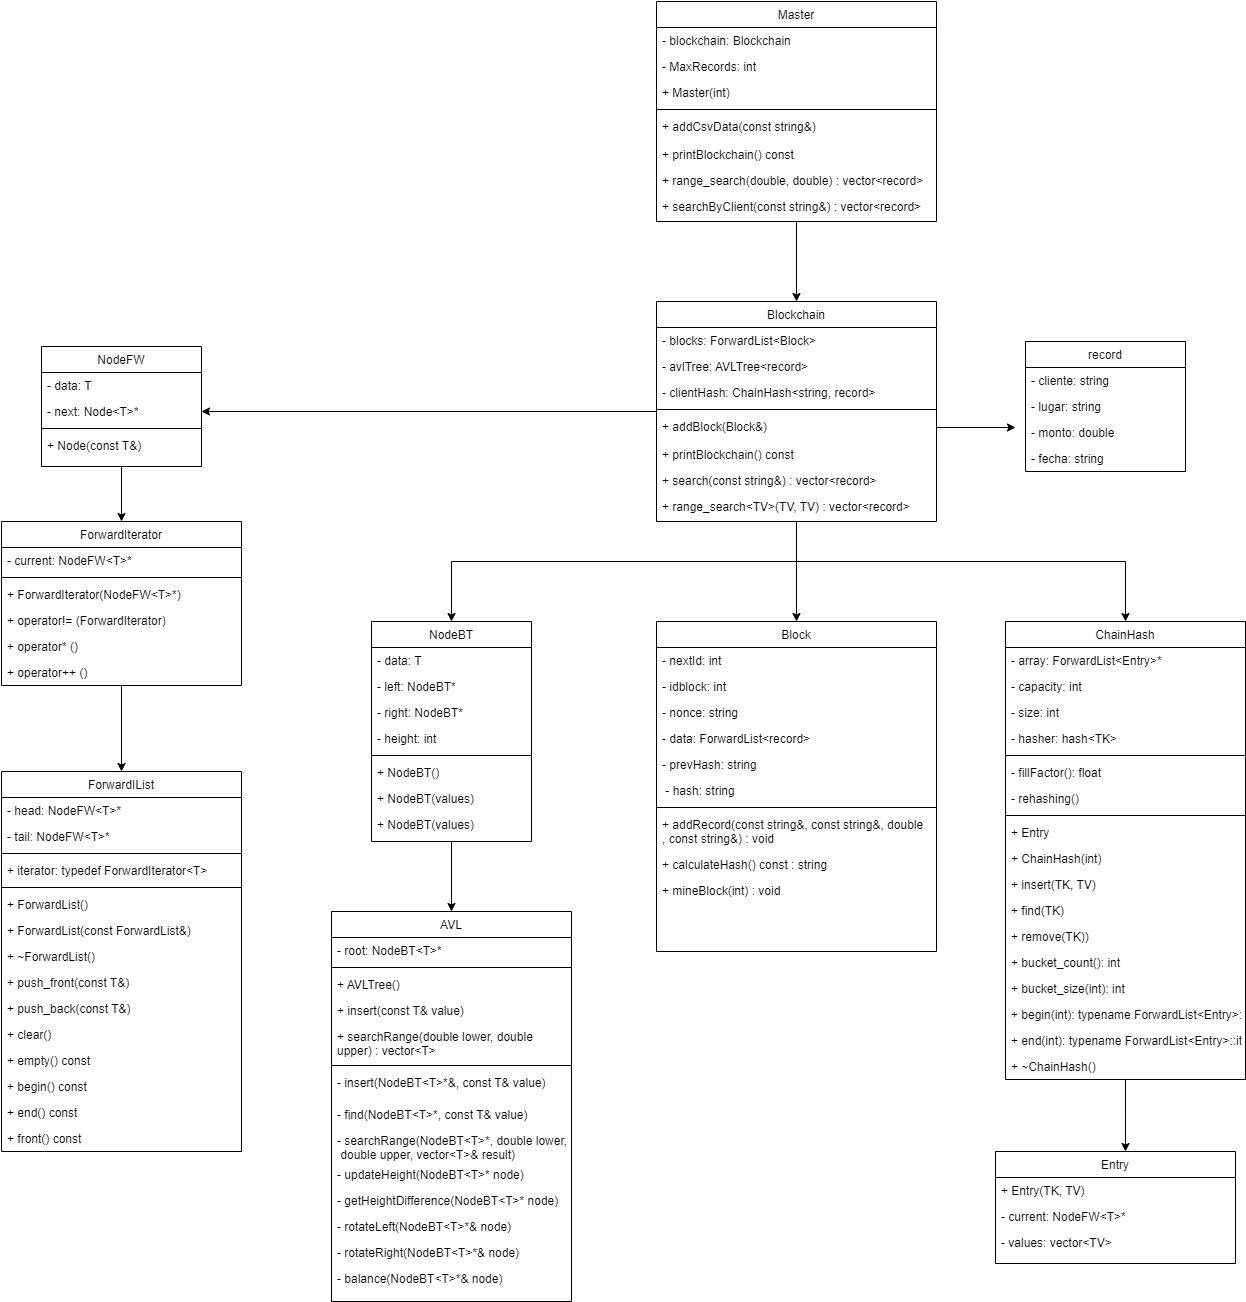 Master
- blockchain: Blockchain
- MaxRecords: int
+ Master(int)
+ addCsvData(const string&)
+ printBlockchain() const
+ range_search(double, double) : vector<record>
+ searchByClient(const string&) : vector<record>
Blockchain
- blocks: ForwardList<Block>
- avlTree: AVLTree<record>
- clientHash: ChainHash<string, record>
+ addBlock(Block&)
+ printBlockchain() const
+ search(const string&) : vector<record>
+ range_search<TV>(TV, TV) : vector<record>
record
- cliente: string
- lugar: string
- monto: double
- fecha: string
NodeFW
- data: T
- next: Node<T>*
+ Node(const T&)
ForwardIterator
- current: NodeFW<T>*
+ ForwardIterator(NodeFW<T>*)
+ operator!= (ForwardIterator)
+ operator* ()
+ operator++ ()
ForwardlList
- head: NodeFW<T>*
- tail: NodeFW<T>*
+ iterator: typedef ForwardIterator<T>
+ ForwardList()
+ ForwardList(const ForwardList&)
+ ~ForwardList()
+ push_front(const T&)
+ push_back(const T&)
+ clear()
+ empty() const
+ begin() const
+ end() const
+ front() const
NodeBT
- data: T
- left: NodeBT*
- right: NodeBT*
- height: int
+ NodeBT()
+ NodeBT(values)
+ NodeBT(values)
AVL
- root: NodeBT<T>*
+ AVLTree()
+ insert(const T& value)
+ searchRange(double lower, double
upper) : vector<T>
- insert(NodeBT<T>*&, const T& value)
- find(NodeBT<T>*, const T& value)
- searchRange(NodeBT<T>*, double lower,
double upper, vector<T>& result)
- updateHeight(NodeBT<T>* node)
- getHeightDifference(NodeBT<T>* node)
- rotateLeft(NodeBT<T>*& node)
- rotateRight(NodeBT<T>*& node)
- balance(NodeBT<T>*& node)
Block
- nextId: int
- idblock: int
- nonce: string
- data: ForwardList<record>
- prevHash: string
- hash: string
+ addRecord(const string&, const string&, double
, const string&) : void
+ calculateHash() const : string
+ mineBlock(int) : void
ChainHash
- array: ForwardList<Entry>*
- capacity: int
- size: int
- hasher: hash<TK>
- fillFactor(): float
- rehashing()
+ Entry
+ ChainHash(int)
+ insert(TK, TV)
+ find(TK)
+ remove(TK))
+ bucket_count(): int
+ bucket_size(int): int
+ begin(int): typename ForwardList<Entry>:
+ end(int): typename ForwardList<Entry>::it
+ ~ChainHash()
Entry
+ Entry(TK, TV)
- current: NodeFW<T>*
- values: vector<TV>